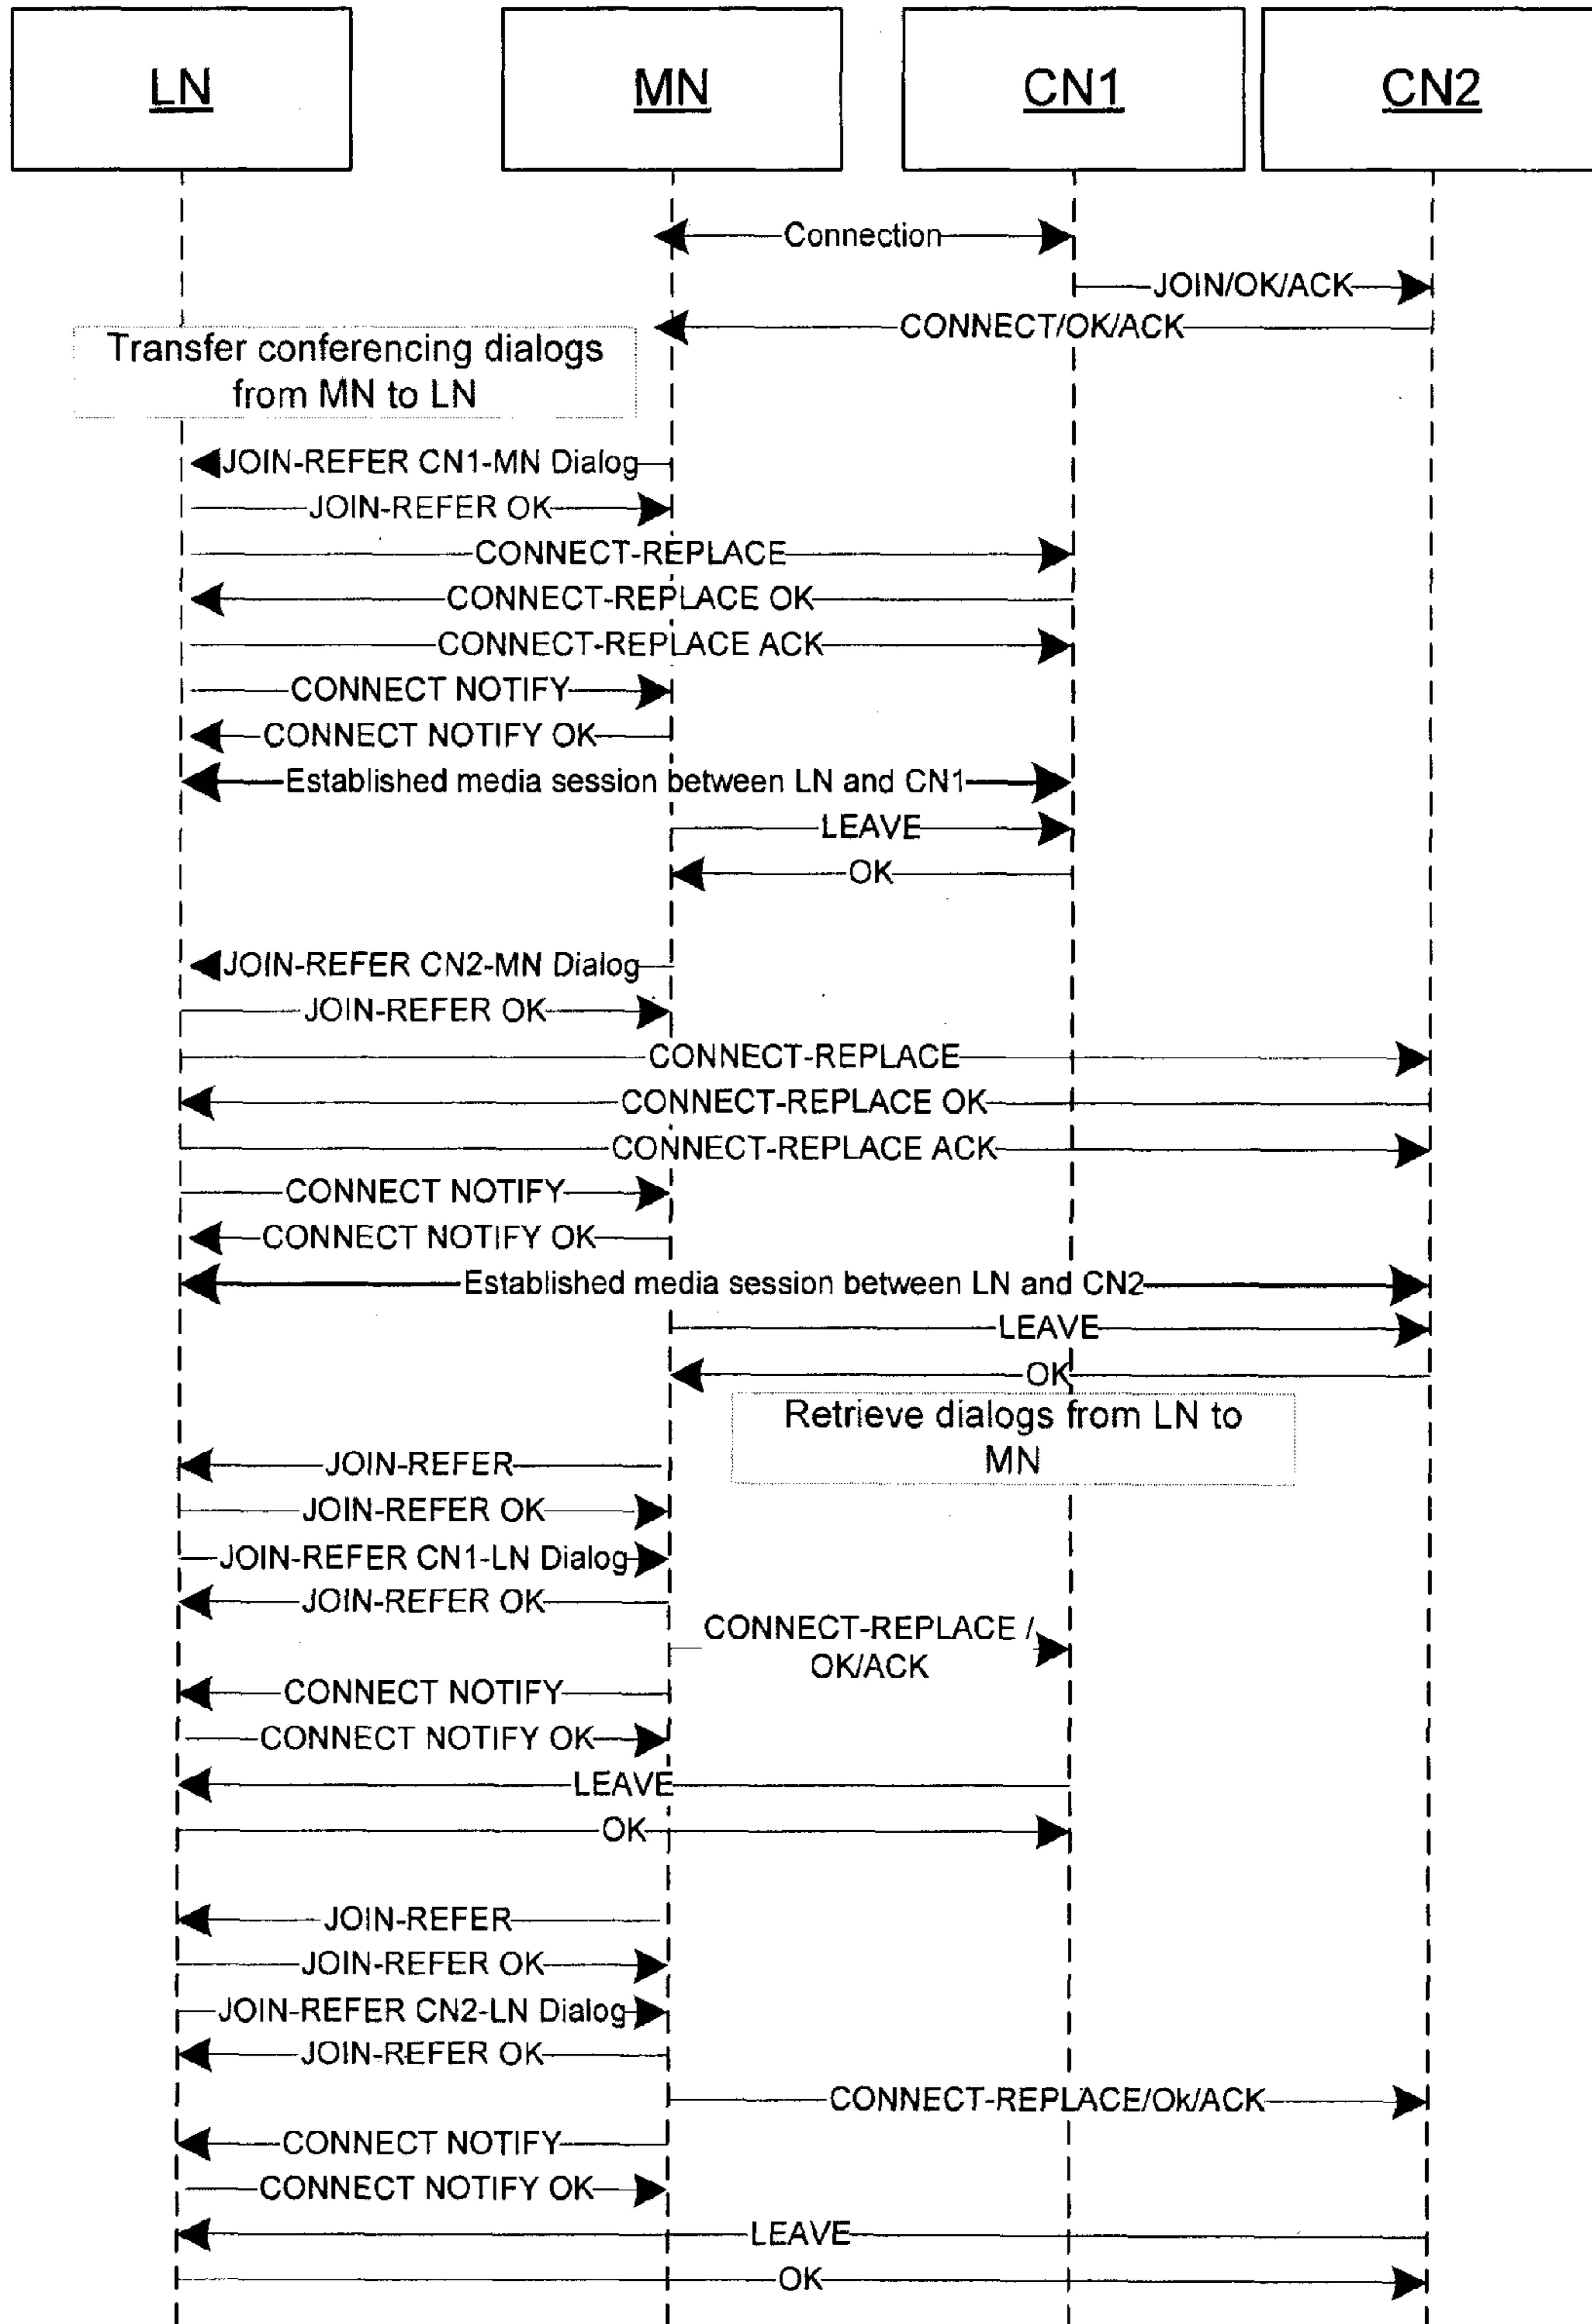 LN
MN
CN1
CN2
Connection
JOIN/OK/ACK
CONNECT/OK/ACK
Transfer conferencing dialogs
from MN to LN
JOIN-REFER CN1-MN Dialog
JOIN-REFER OK
CONNECT-REPLACE
CONNECT-REPLACE OK
CONNECT-REPLACE ACK
CONNECT NOTIFY
CONNECT NOTIFY OK
Established media session between LN and CN1
LEAVE
OK
JOIN-REFER CN2-MN Dialog
JOIN-REFER OK
CONNECT-REPLACE
CONNECT-REPLACE OK
CONNECT-REPLACE ACK
CONNECT NOTIFY
CONNECT NOTIFY OK
Established media session between LN and CN2
LEAVE
OK
Retrieve dialogs from LN to
MN
JOIN-REFER
JOIN-REFER OK
JOIN-REFER CN1-LN Dialog
JOIN-REFER OK
CONNECT-REPLACE /
OK/ACK
CONNECT NOTIFY
CONNECT NOTIFY OK
LEAVE
OK
JOIN-REFER
JOIN-REFER OK
JOIN-REFER CN2-LN Dialog
JOIN-REFER OK
CONNECT-REPLACE/Ok/ACK
CONNECT NOTIFY
CONNECT NOTIFY OK
LEAVE
OK